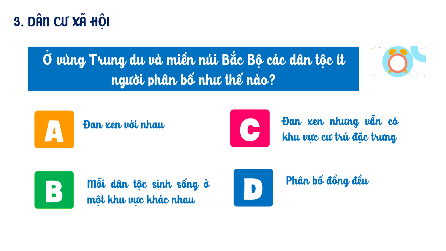 3. DÂN CƯ XÃ HỘI
Ở vùng Trung du và miền núi Bắc Bộ các dân tộc ít
người phân bố như thế nào?
A
Đan xen với nhau
C
Đan xen nhưng vẫn có
khu vực cư trú đặc trưng
B
Mỗi dân tộc sinh sống ở
một khu vực khác nhau
D
Phân bố đồng đều